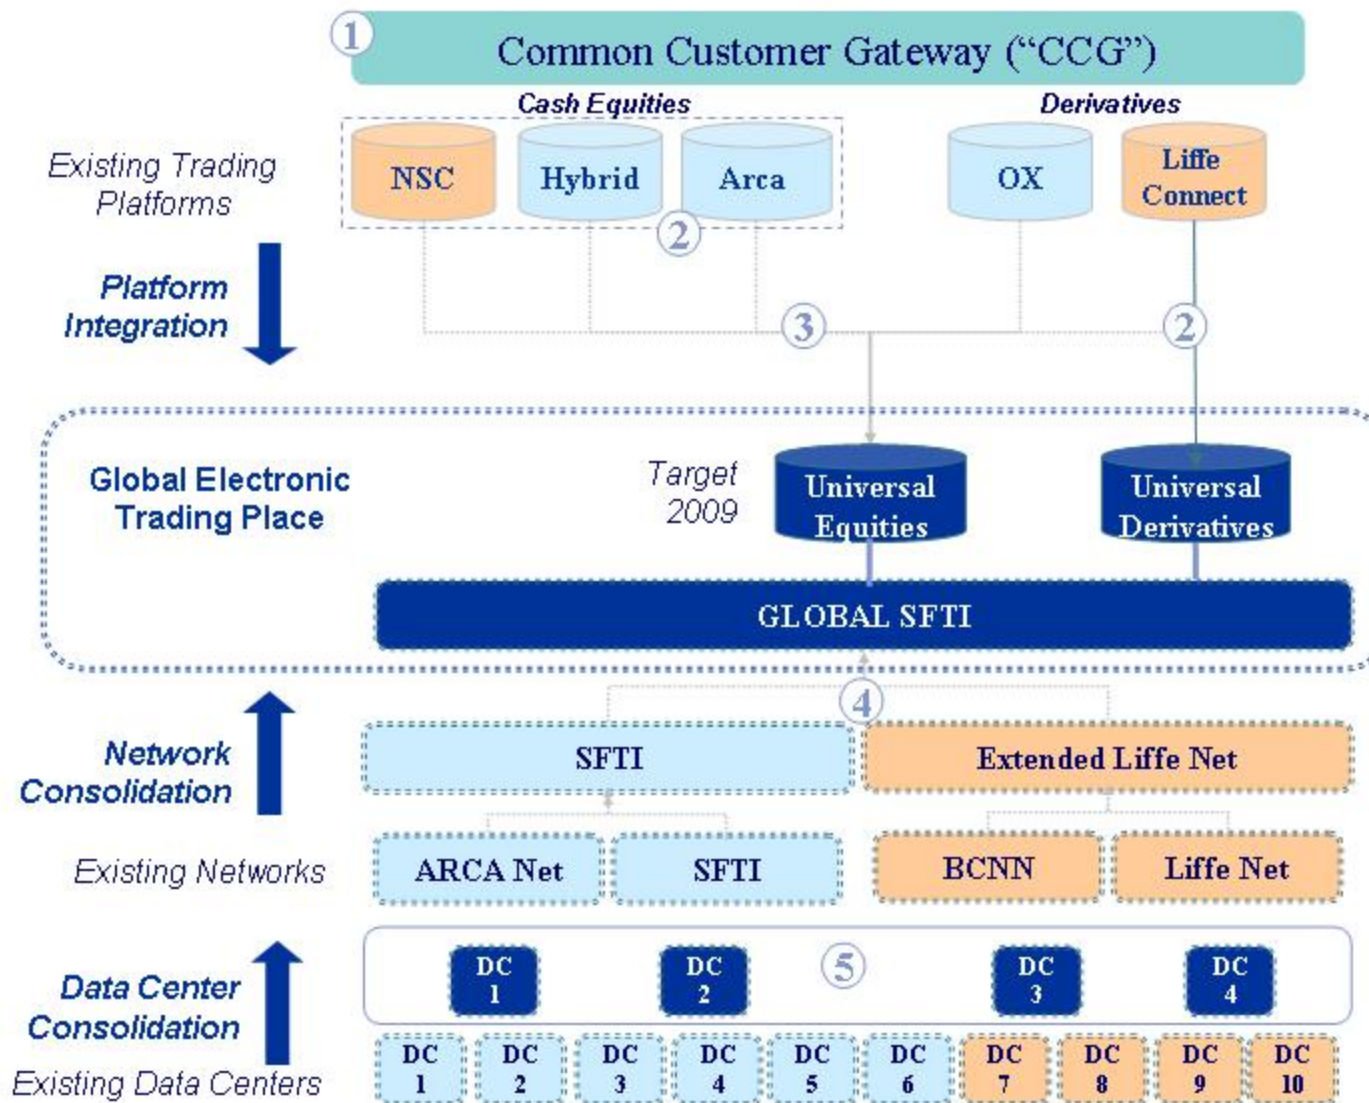 1
Common Customer Gateway (“CCG”)
Cash Equities
Derivatives
Existing Trading
Platforms
NSC
Hybrid
Arca
OX
Liffe
Connect
2
Platform
Integration
3
2
Global Electronic
Trading Place
Target
2009
Universal
Equities
Universal
Derivatives
GLOBAL SFTI
4
Network
Consolidation
SFTI
Extended Liffe Net
Existing Networks
ARCA Net
SFTI
BCNN
Liffe Net
Data Center
Consolidation
DC
1
DC
2
5
DC
3
DC
4
Existing Data Centers
DC
1
DC
2
DC
3
DC
4
DC
5
DC
6
DC
7
DC
8
DC
9
DC
10